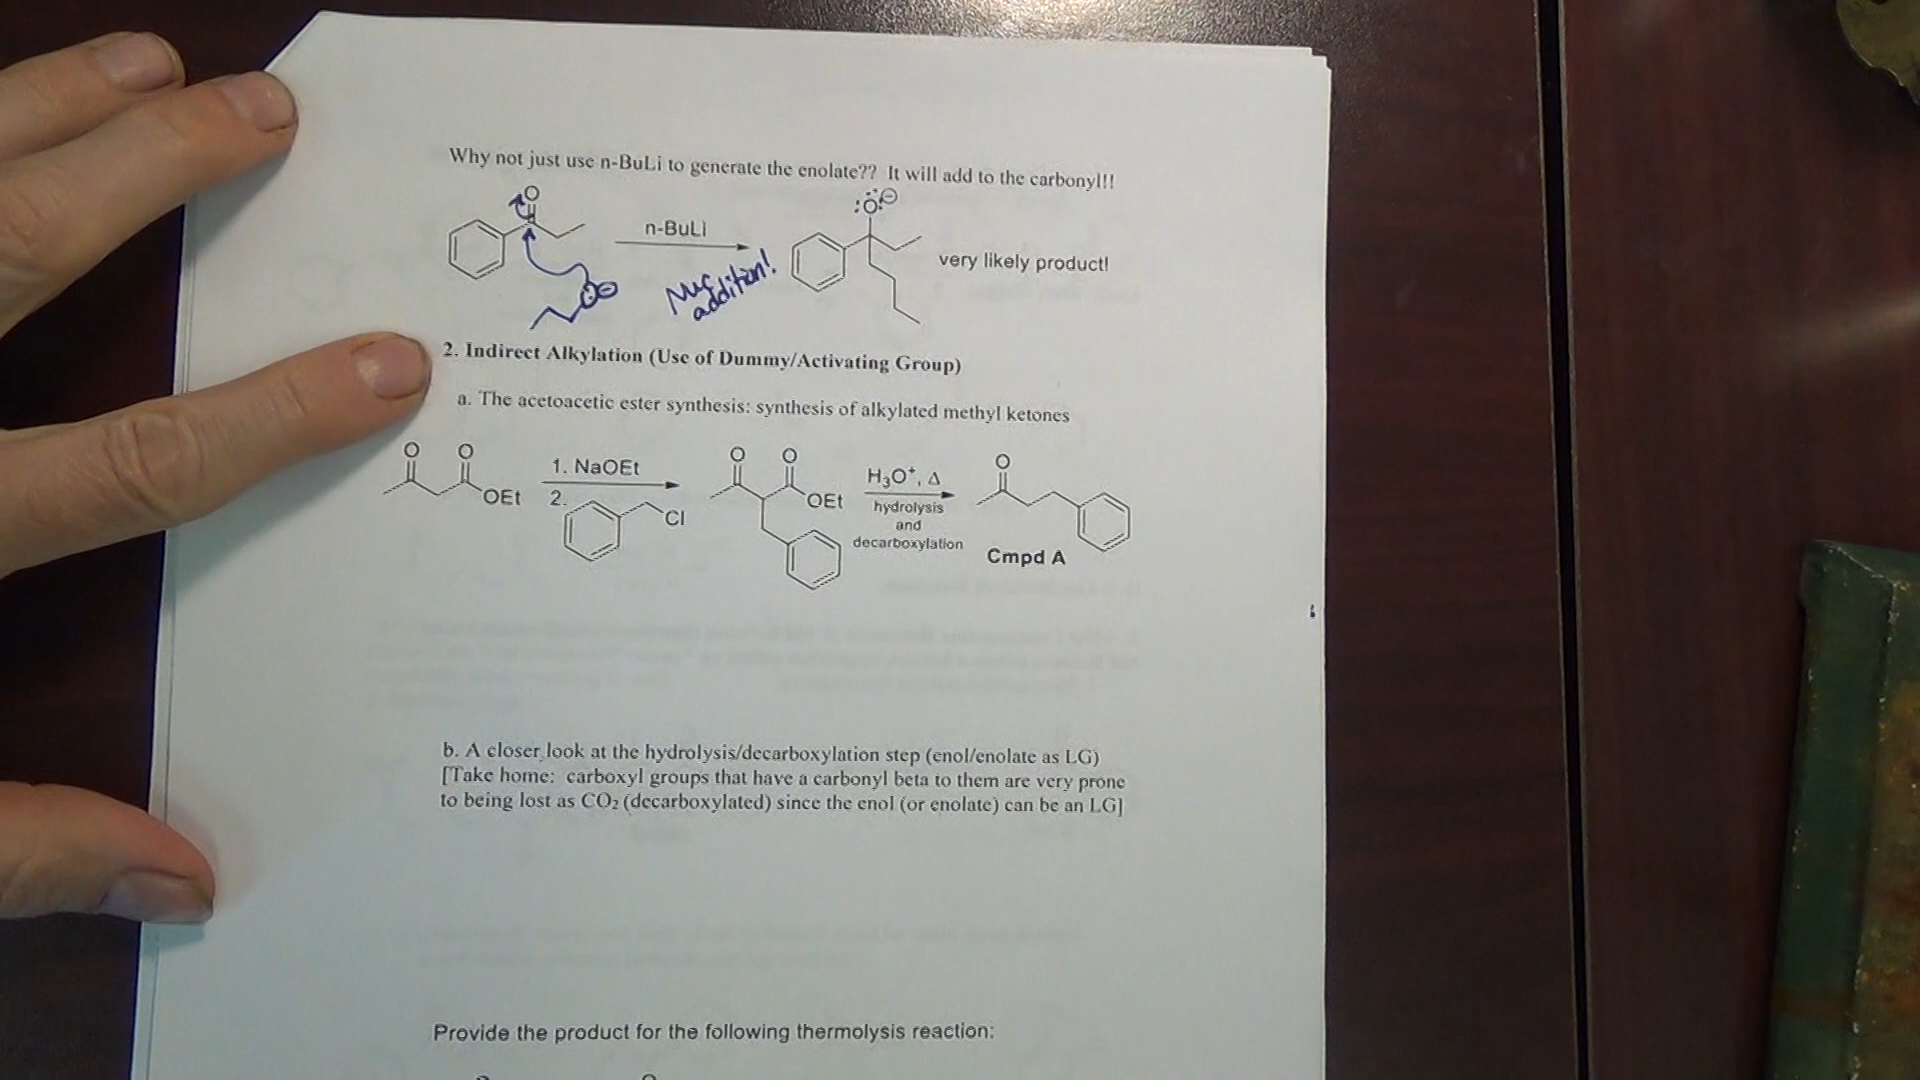 Why not just use n-BuLi to generate the enolate?? It will add to the carbonyl!!
O
n-BuLi
:Ö:⊖
very likely product!
⊖
Nuc addition!
2. Indirect Alkylation (Use of Dummy/Activating Group)
a. The acetoacetic ester synthesis: synthesis of alkylated methyl ketones
O O OEt
1. NaOEt
2. Cl
O O OEt
H₃O⁺, Δ
hydrolysis
and
decarboxylation
O
Cmpd A
b. A closer look at the hydrolysis/decarboxylation step (enol/enolate as LG)
[Take home: carboxyl groups that have a carbonyl beta to them are very prone
to being lost as CO₂ (decarboxylated) since the enol (or enolate) can be an LG]
Provide the product for the following thermolysis reaction: